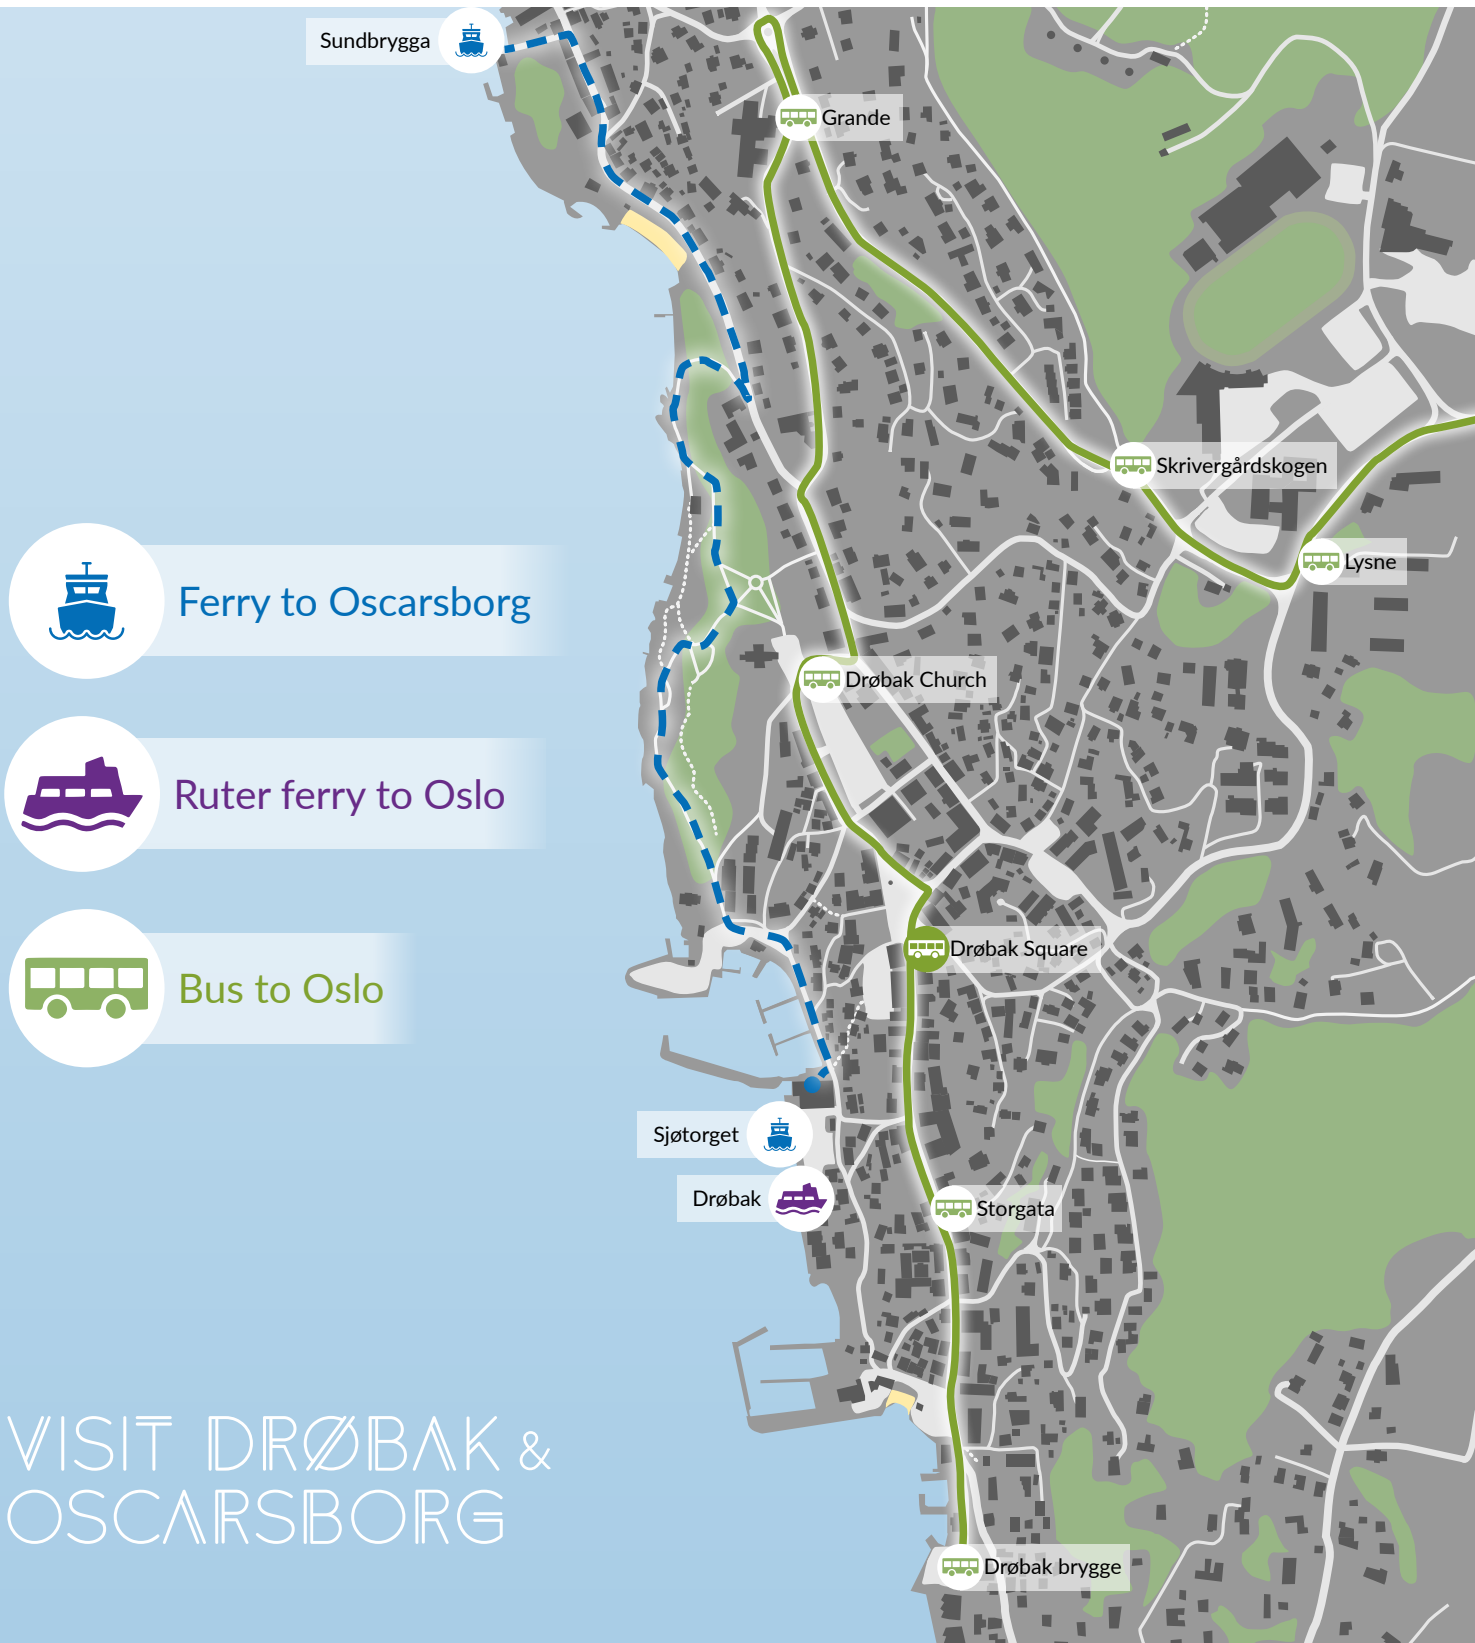 Sundbrygga
Grande
Skrivergårdskogen
Lysne
Ferry to Oscarsborg
Drøbak Church
Ruter ferry to Oslo
Drøbak Square
Bus to Oslo
Sjøtorget
Drøbak
Storgata
VISIT DRØBAK &
OSCARSBORG
Drøbak brygge